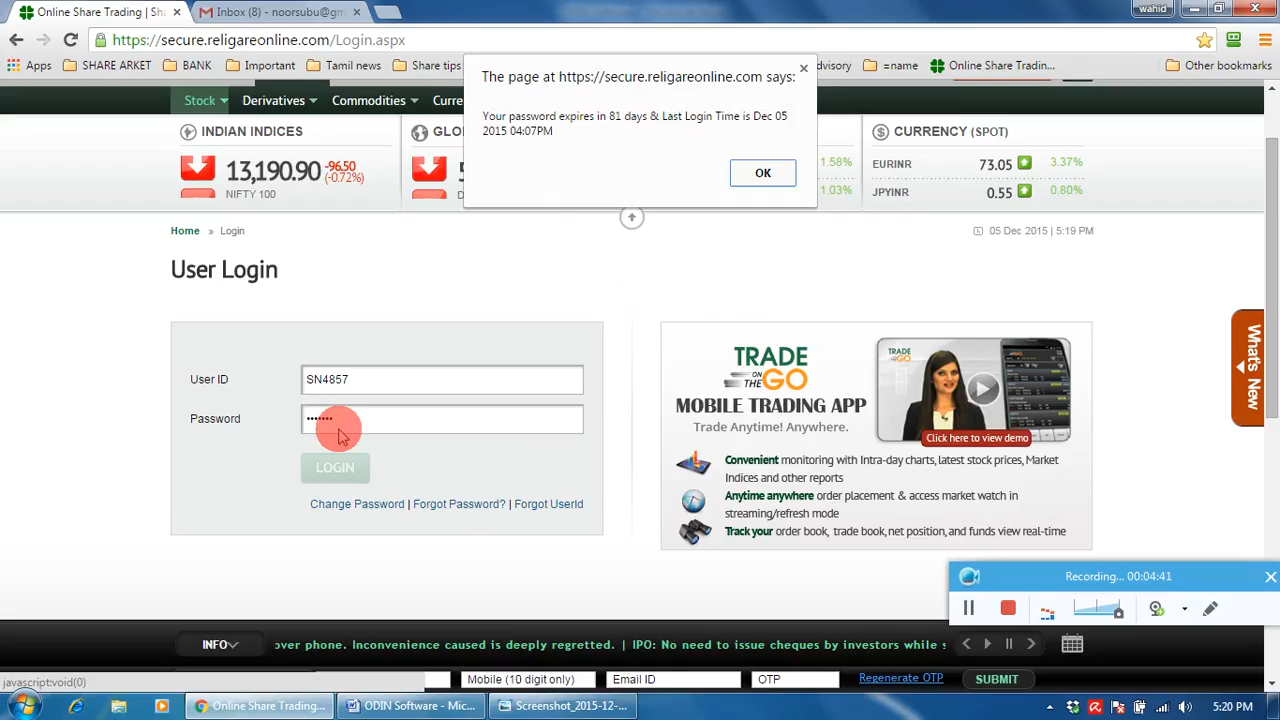 Online Share Trading | Sh
Inbox (8) - noorsubu@gm
wahid
https://secure.religareonline.com/Login.aspx
Apps
SHARE ARKET
BANK
Important
Tamil news
Share tips
dvisory
=name
Online Share Tradin...
Other bookmarks
The page at https://secure.religareonline.com says:
Your password expires in 81 days & Last Login Time is Dec 05
2015 04:07PM
OK
Stock
Derivatives
Commodities
Curre
INDIAN INDICES
13,190.90
-96.50
(-0.72%)
NIFTY 100
GLO
1.58%
1.03%
CURRENCY (SPOT)
EURINR 73.05 3.37%
JPYINR 0.55 0.80%
Home » Login
05 Dec 2015 | 5:19 PM
User Login
User ID
SN4857
Password
LOGIN
Change Password | Forgot Password? | Forgot UserId
TRADE
ON THE
GO
MOBILE TRADING APP
Trade Anytime! Anywhere.
TRADE
GO
Click here to view demo
Convenient monitoring with Intra-day charts, latest stock prices, Market
Indices and other reports
Anytime anywhere order placement & access market watch in
streaming/refresh mode
Track your order book, trade book, net position, and funds view real-time
What's New
Recording... 00:04:41
INFO
over phone. Inconvenience caused is deeply regretted. | IPO: No need to issue cheques by investors while s
javascript:void(0)
Mobile (10 digit only)
Email ID
OTP
Regenerate OTP
SUBMIT
Online Share Trading...
ODIN Software - Mic...
Screenshot_2015-12-...
5:20 PM